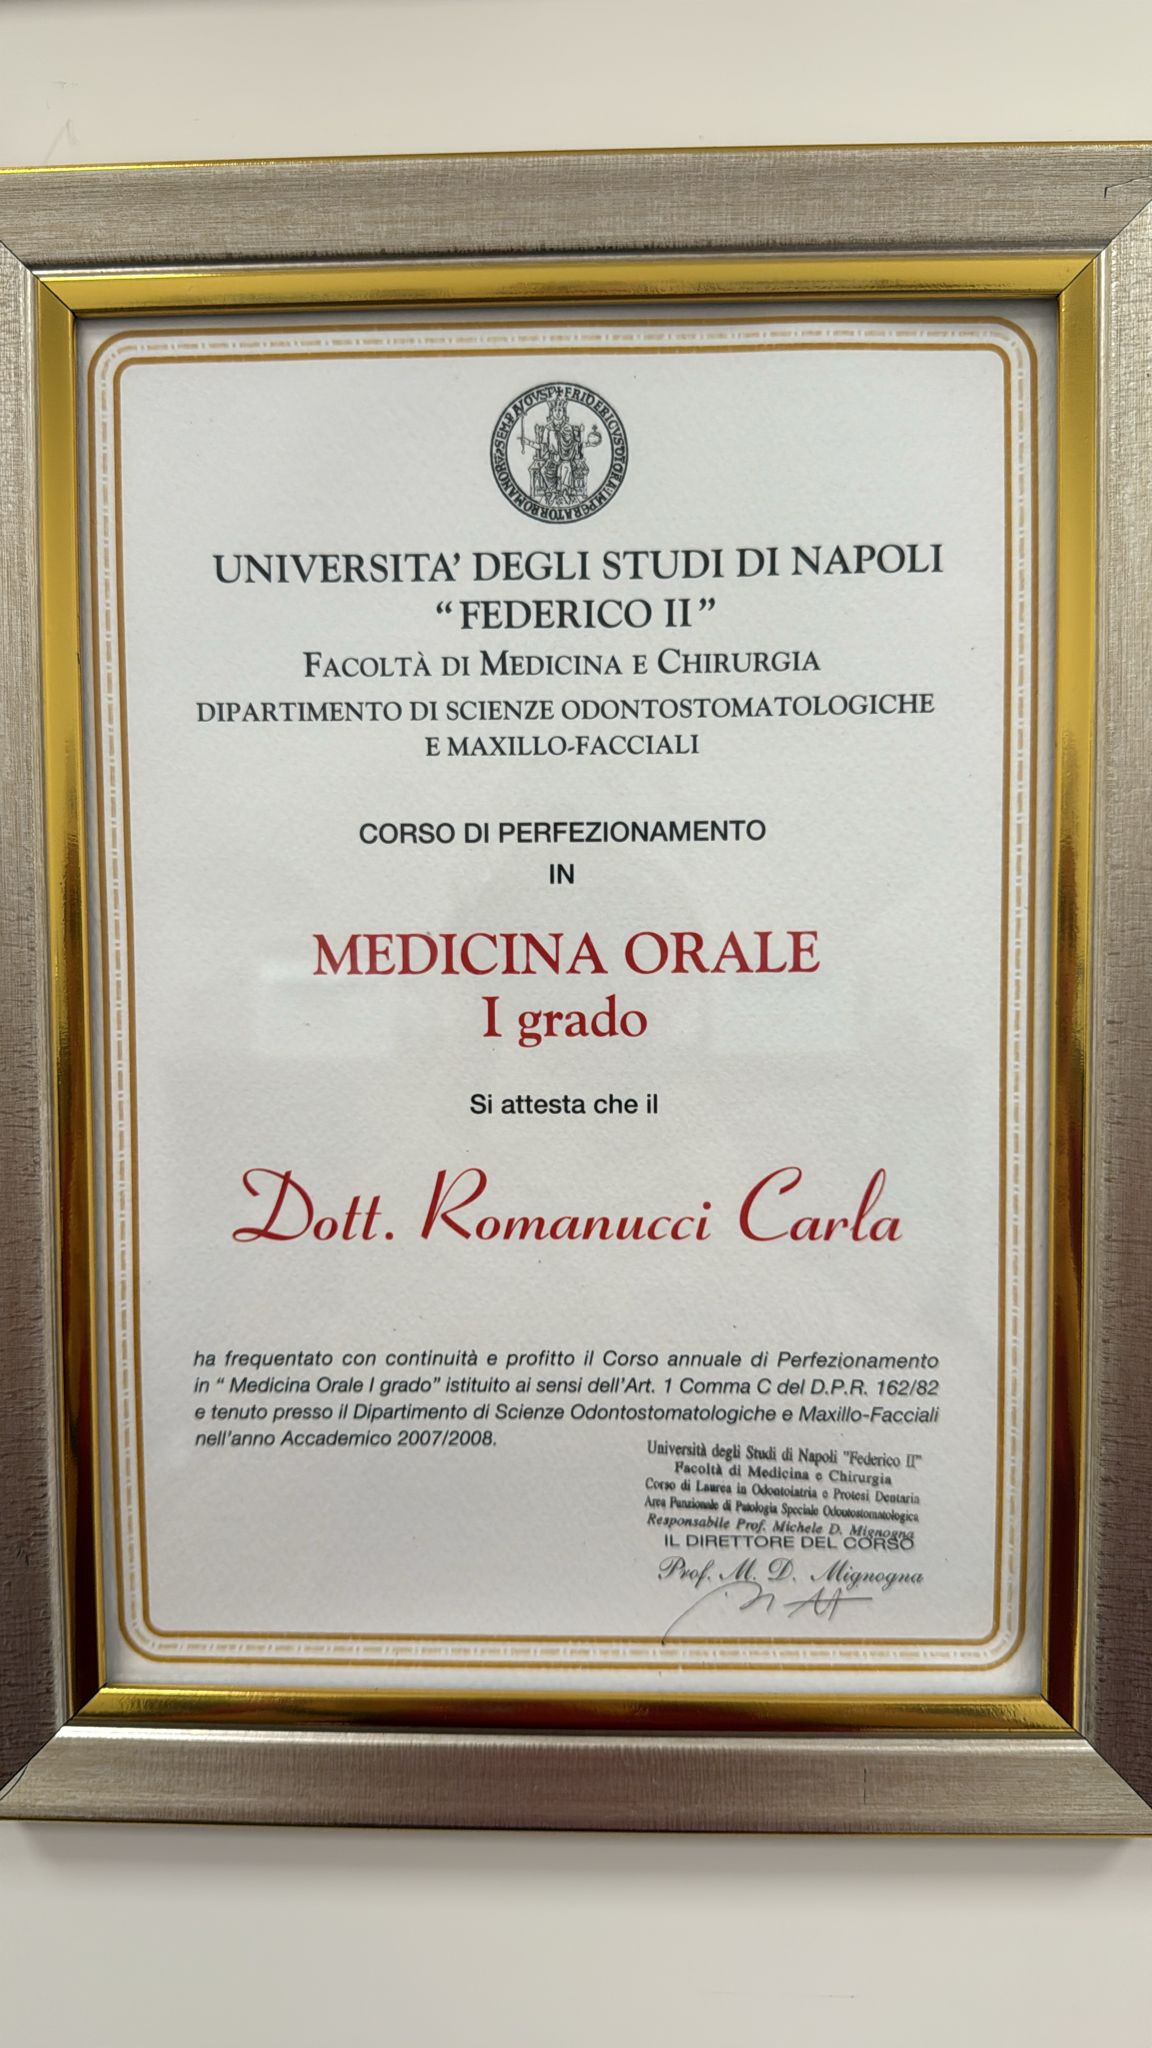 UNIVERSITA’ DEGLI STUDI DI NAPOLI
“FEDERICO II”
FACOLTÀ DI MEDICINA E CHIRURGIA
DIPARTIMENTO DI SCIENZE ODONTOSTOMATOLOGICHE
E MAXILLO-FACCIALI
CORSO DI PERFEZIONAMENTO
IN
MEDICINA ORALE
I grado
Si attesta che il
Dott. Romanucci Carla
ha frequentato con continuità e profitto il Corso annuale di Perfezionamento
in “ Medicina Orale I grado” istituito ai sensi dell’Art. 1 Comma C del D.P.R. 162/82
e tenuto presso il Dipartimento di Scienze Odontostomatologiche e Maxillo-Facciali
nell’anno Accademico 2007/2008.
Università degli Studi di Napoli "Federico II"
Facoltà di Medicina e Chirurgia
Corso di Laurea in Odontoiatria e Protesi Dentaria
Area Funzionale di Patologia Speciale Odontostomatologica
Responsabile Prof. Michele D. Mignogna
IL DIRETTORE DEL CORSO
Prof. M. D. Mignogna